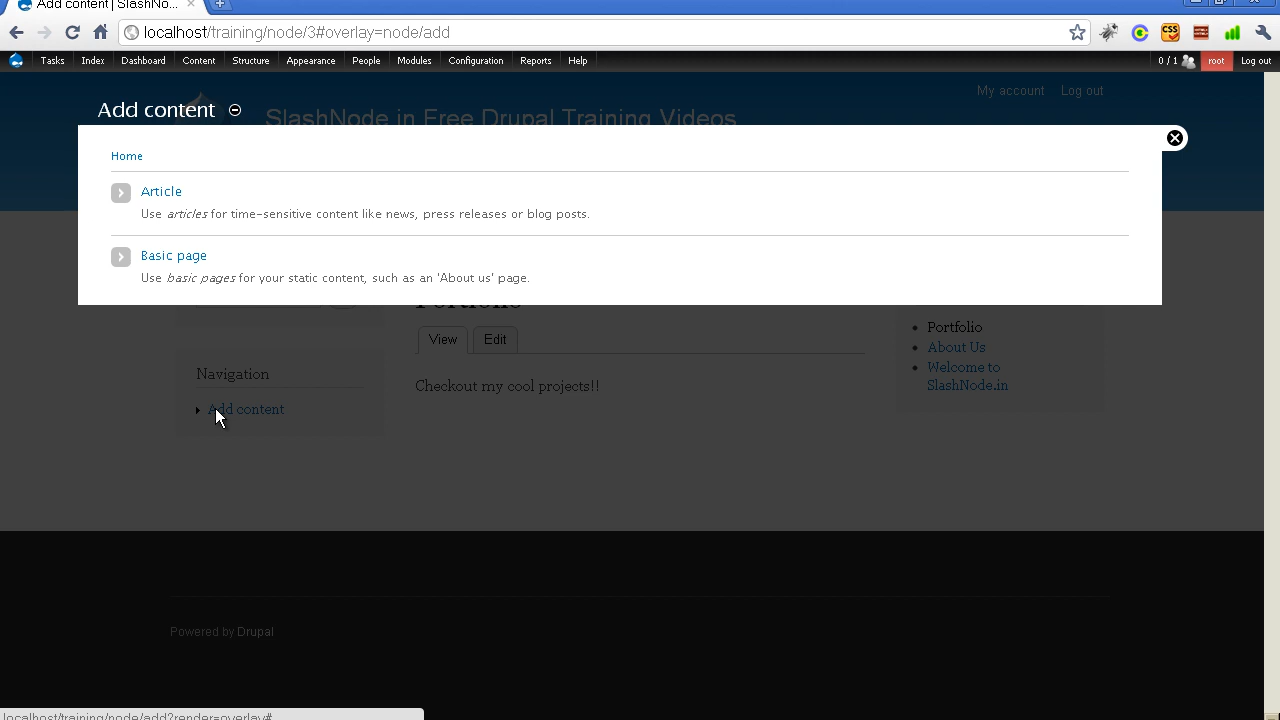 Add content | SlashNo...
localhost/training/node/3#overlay=node/add
Tasks Index Dashboard Content Structure Appearance People Modules Configuration Reports Help 0 / 1 root Log out
My account Log out
Add content
SlashNode in Free Drupal Training Videos
Home
Article
Use articles for time-sensitive content like news, press releases or blog posts.
Basic page
Use basic pages for your static content, such as an 'About us' page.
Portfolio
View Edit
Checkout my cool projects!!
Navigation
Add content
Portfolio
About Us
Welcome to
SlashNode.in
Powered by Drupal
localhost/training/node/add?render=overlay#